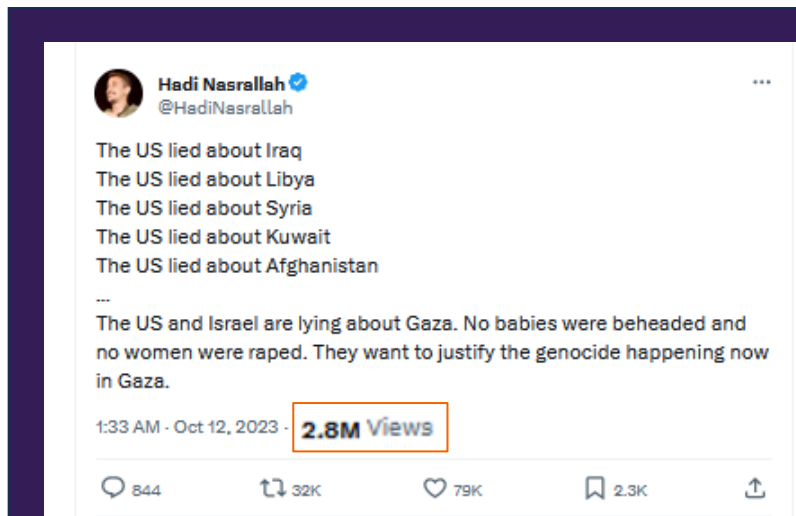 Hadi Nasrallah
@HadiNasrallah
The US lied about Iraq
The US lied about Libya
The US lied about Syria
The US lied about Kuwait
The US lied about Afghanistan
...
The US and Israel are lying about Gaza. No babies were beheaded and
no women were raped. They want to justify the genocide happening now
in Gaza.
1:33 AM · Oct 12, 2023 · 2.8M Views
844 32K 79K 2.3K